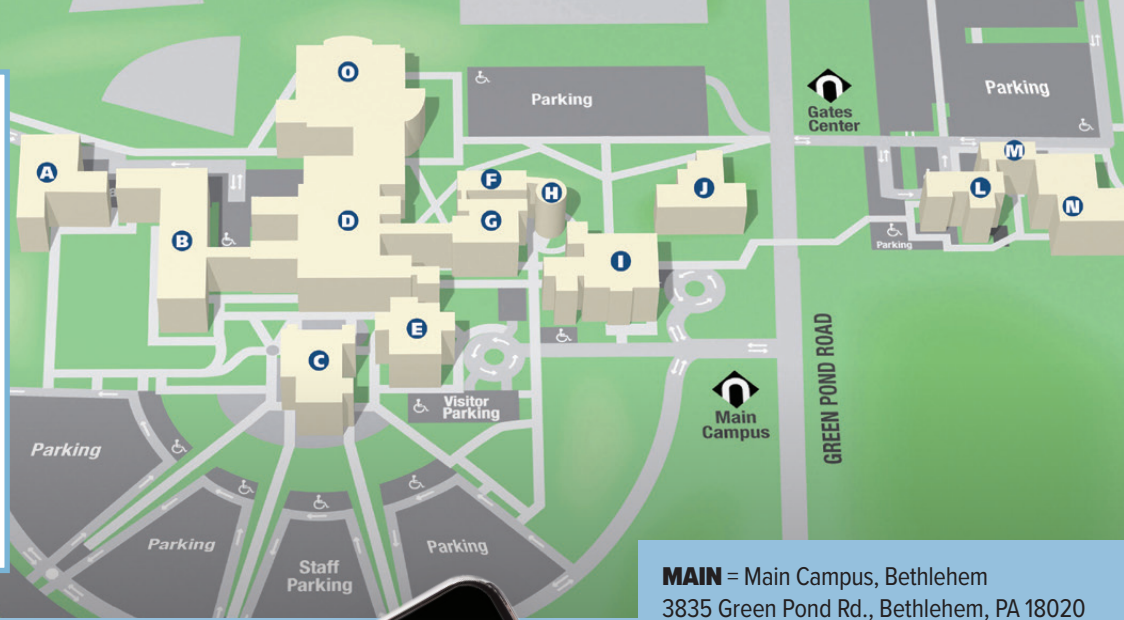 O
Parking
Gates
Center
Parking
A
M
F
H
J
L
N
D
G
B
I
Parking
E
C
GREEN POND ROAD
Visitor
Parking
Main
Campus
Parking
Parking
Staff
Parking
Parking
MAIN = Main Campus, Bethlehem
3835 Green Pond Rd., Bethlehem, PA 18020